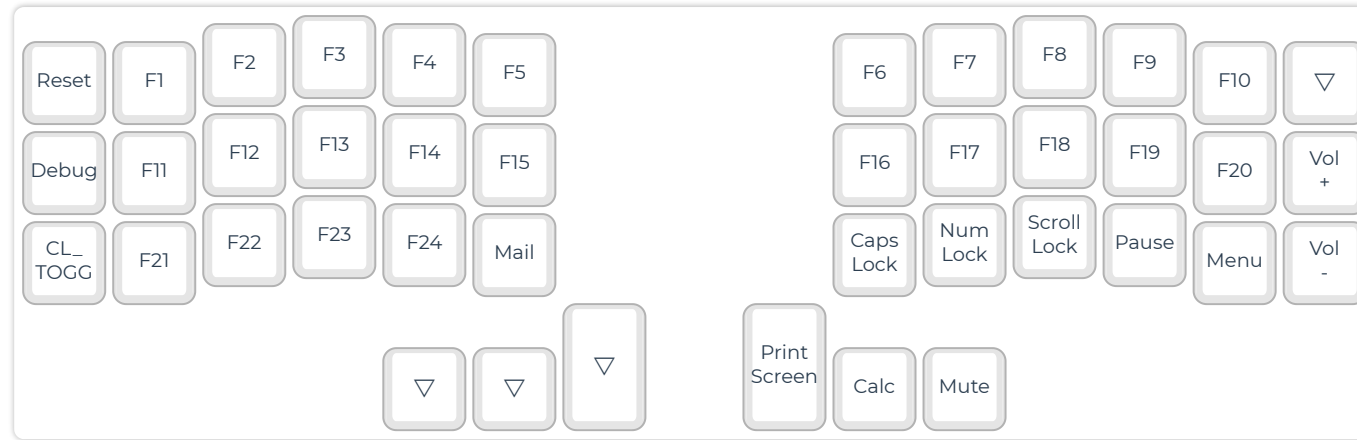 Reset F1 F2 F3 F4 F5 F6 F7 F8 F9 F10 ▽
Debug F11 F12 F13 F14 F15 F16 F17 F18 F19 F20 Vol
+
CL_
TOGG F21 F22 F23 F24 Mail Caps
Lock Num
Lock Scroll
Lock Pause Menu Vol
-
▽ ▽ ▽ Print
Screen Calc Mute